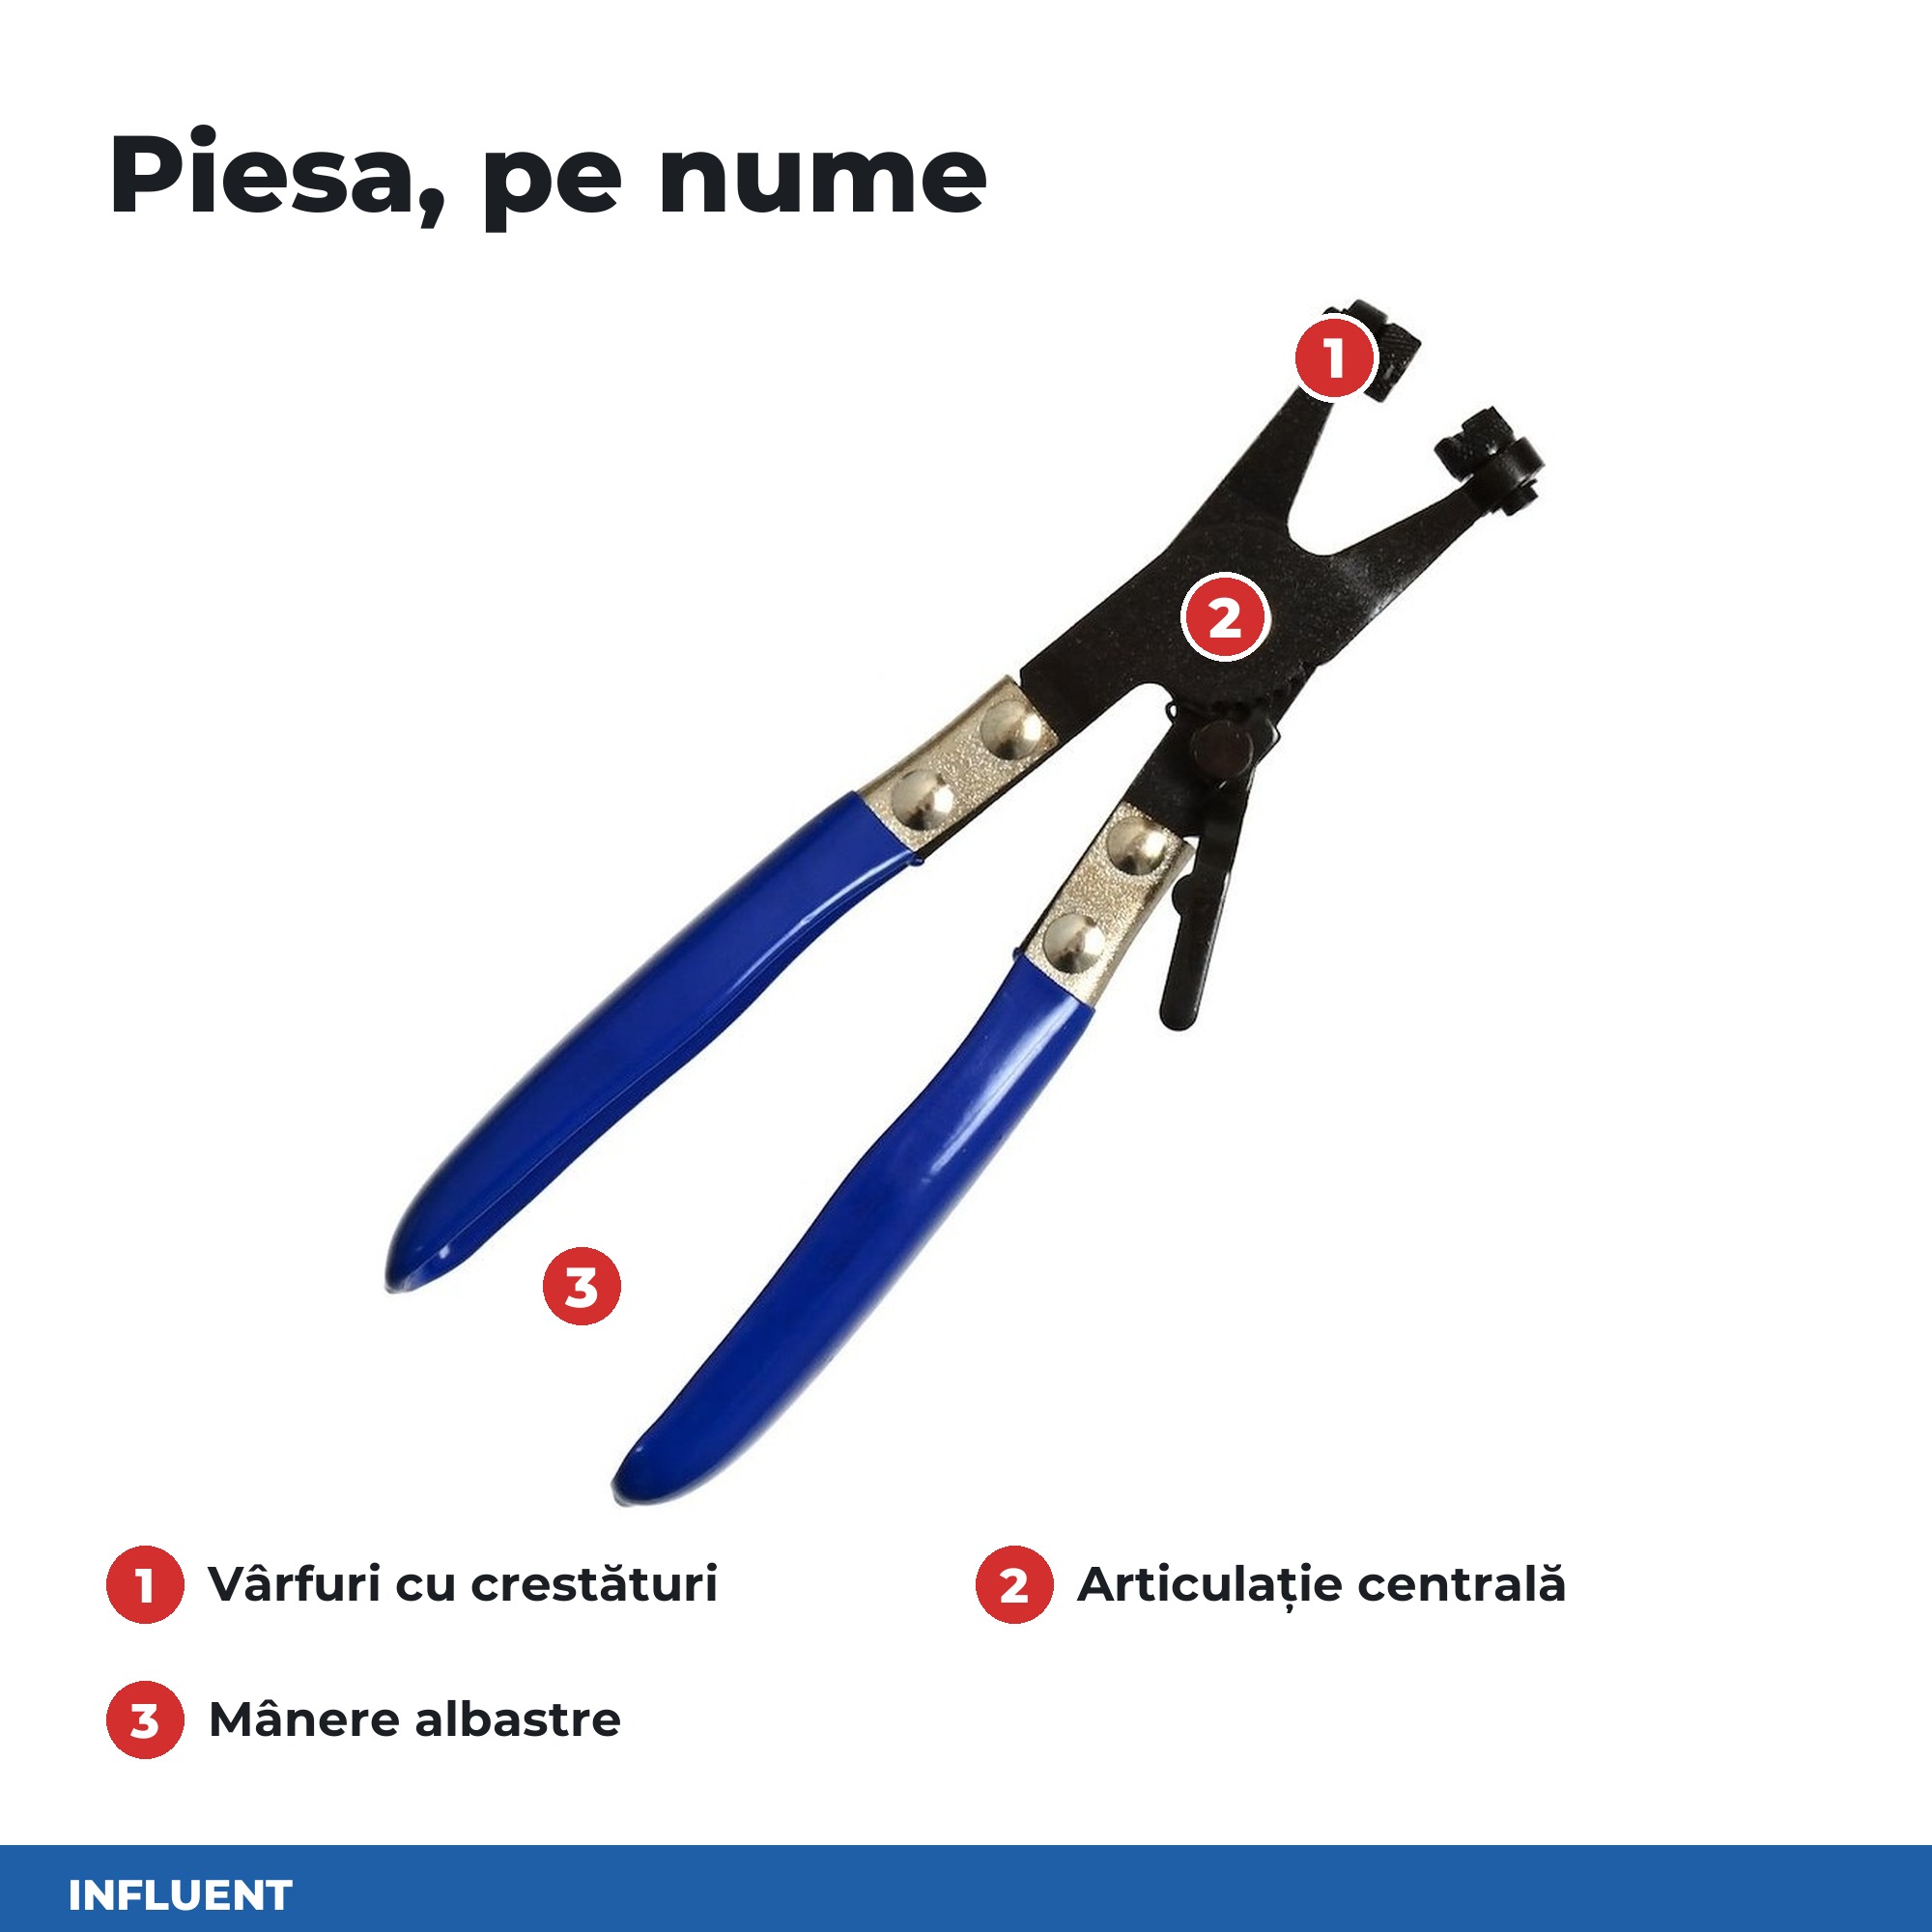 Piesa, pe nume
1
2
3
1 Vârfuri cu crestături
2 Articulație centrală
3 Mânere albastre
INFLUENT